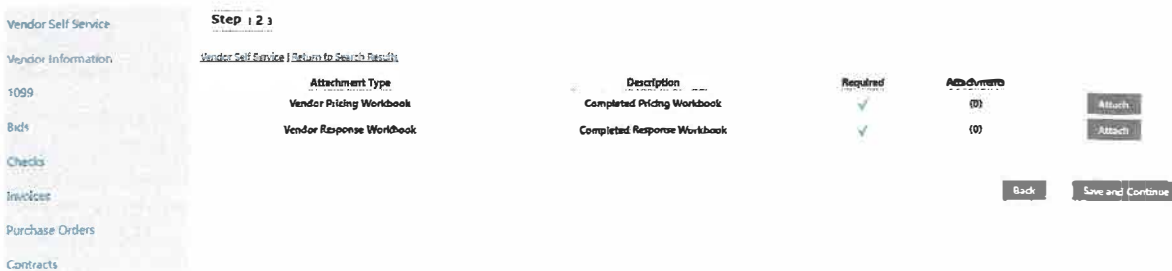 Vendor Self Service
Step 1 2 3
Vendor Information
Vendor Self Service | Return to Search Results
Attachment Type Description Required Attachments
1099
Vendor Pricing Workbook Completed Pricing Workbook (0) Attach
Bids
Vendor Response Workbook Completed Response Workbook (0) Attach
Checks
Invoices
Back Save and Continue
Purchase Orders
Contracts